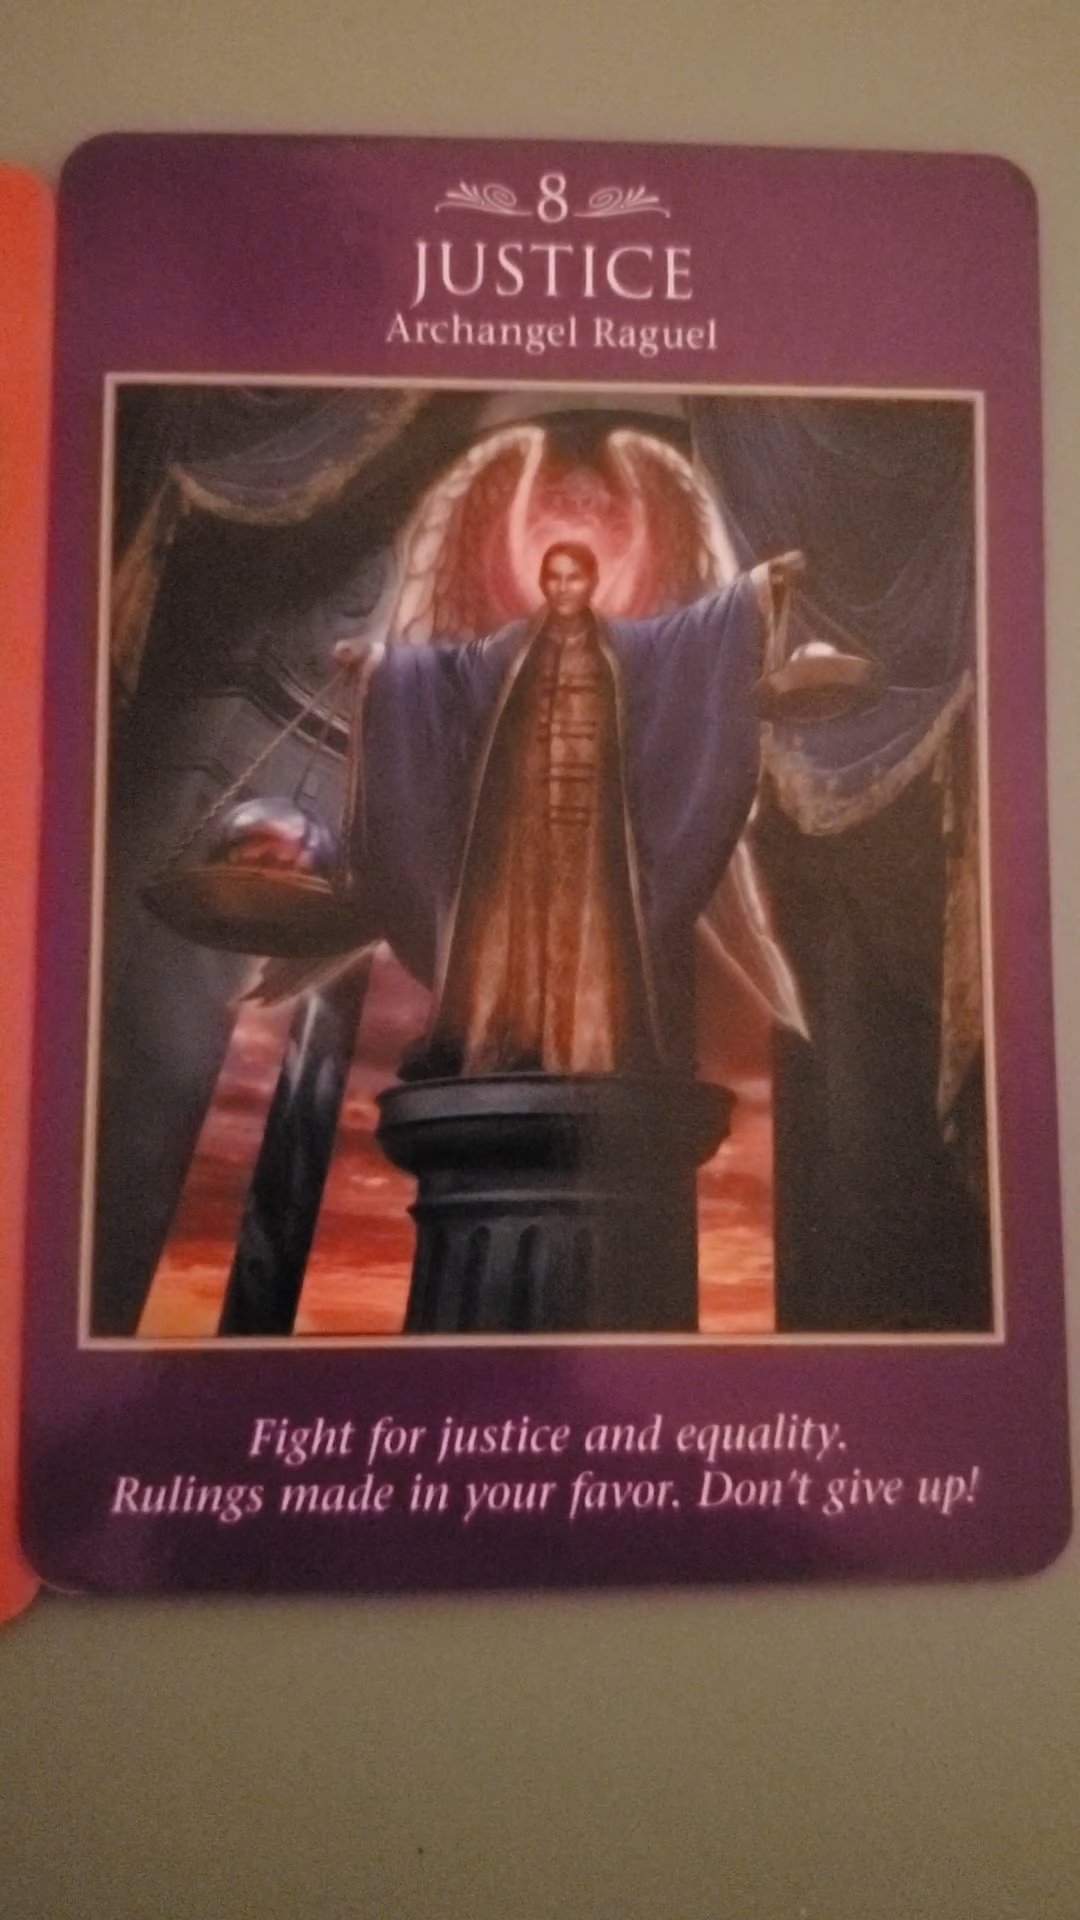 8
JUSTICE
Archangel Raguel
Fight for justice and equality.
Rulings made in your favor. Don't give up!